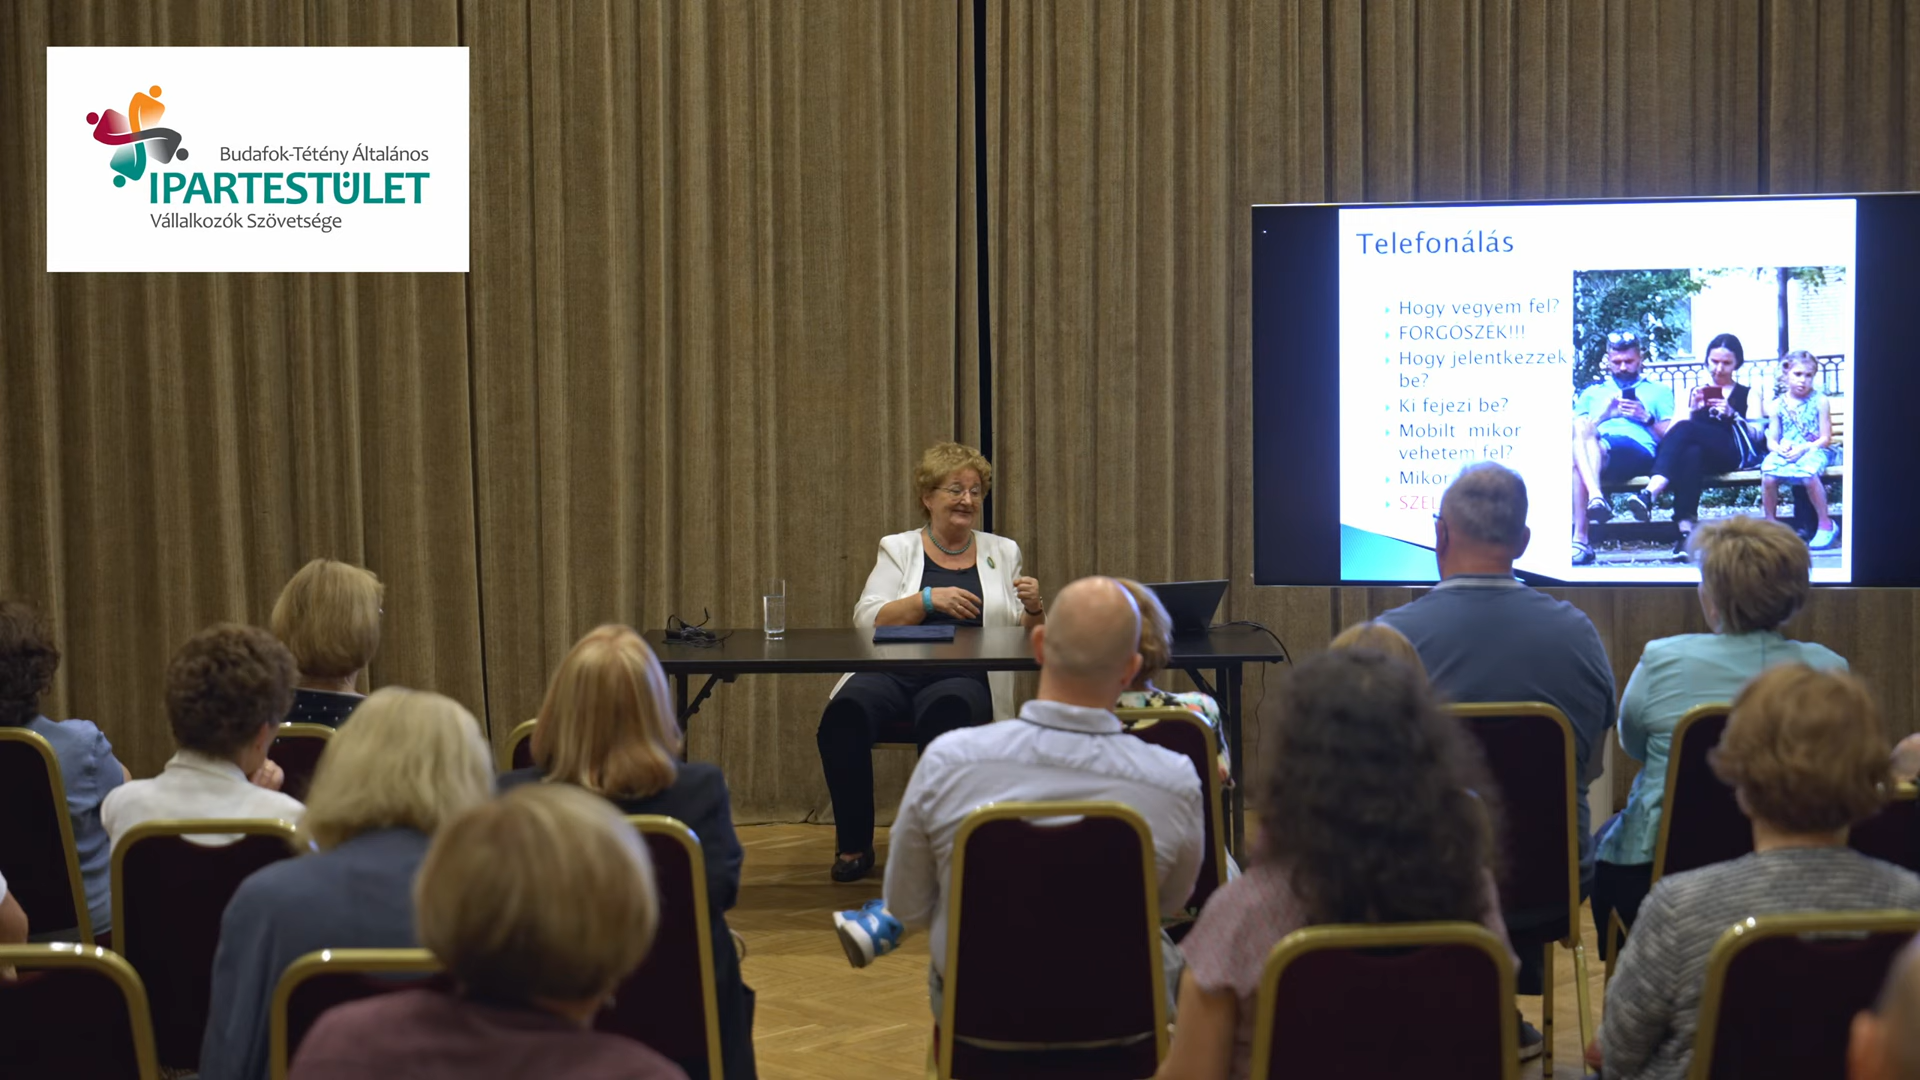 Budafok-Tétény Általános
IPARTESTÜLET
Vállalkozók Szövetsége
Telefonálás
Hogy vegyem fel?
FORGÓSZÉK!!!
Hogy jelentkezzek
be?
Ki fejezi be?
Mobilt mikor
vehetem fel?